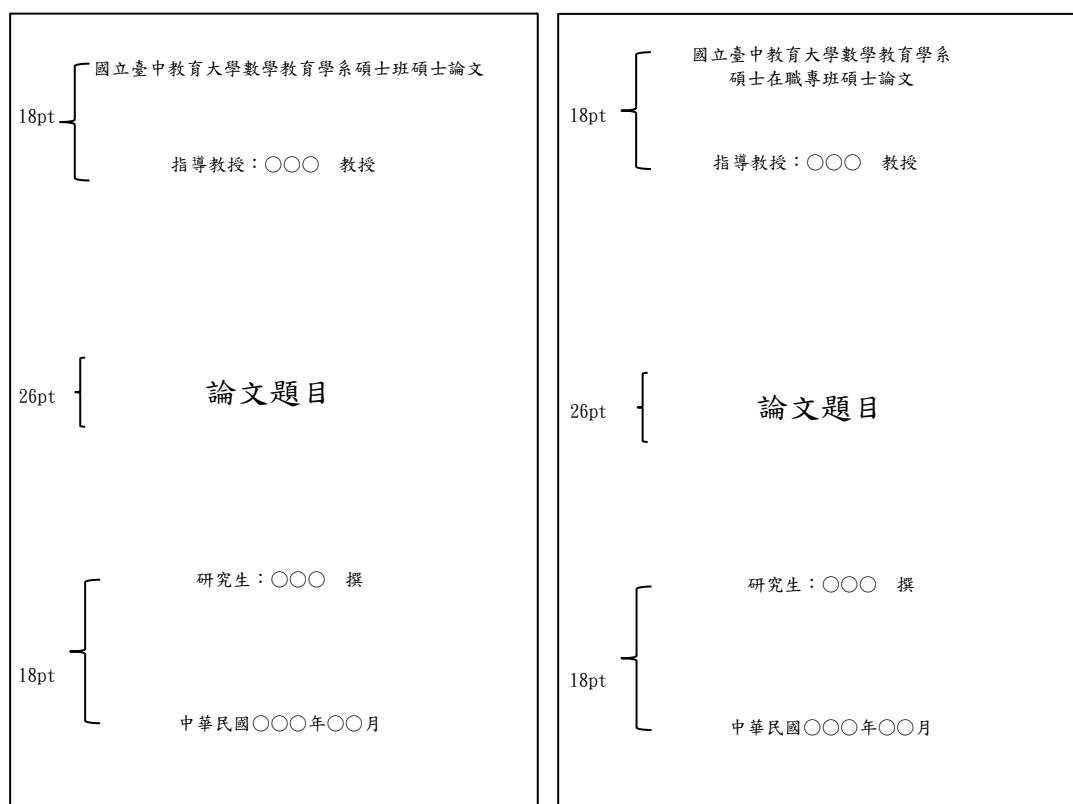 國立臺中教育大學數學教育學系碩士班碩士論文
18pt
指導教授：○○○　教授
26pt
論文題目
研究生：○○○　撰
18pt
中華民國○○○年○○月
國立臺中教育大學數學教育學系
碩士在職專班碩士論文
18pt
指導教授：○○○　教授
26pt
論文題目
研究生：○○○　撰
18pt
中華民國○○○年○○月